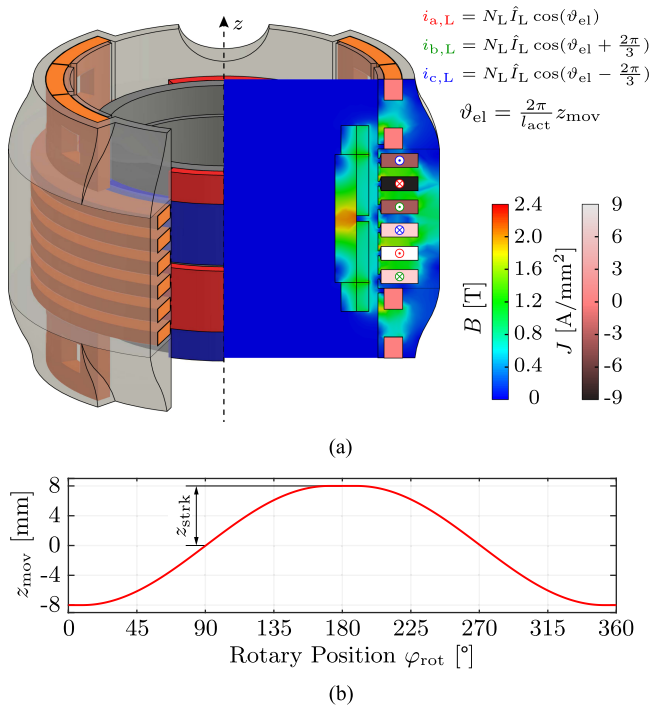 z
i_a,L = N_L Î_L cos(ϑ_el)
i_b,L = N_L Î_L cos(ϑ_el + 2π/3)
i_c,L = N_L Î_L cos(ϑ_el − 2π/3)
ϑ_el = 2π/l_act z_mov
B [T]
2.4
2.0
1.6
1.2
0.8
0.4
0
J [A/mm²]
9
6
3
0
-3
-6
-9
(a)
z_mov [mm]
8
4
0
-4
-8
z_strk
0 45 90 135 180 225 270 315 360
Rotary Position φ_rot [°]
(b)